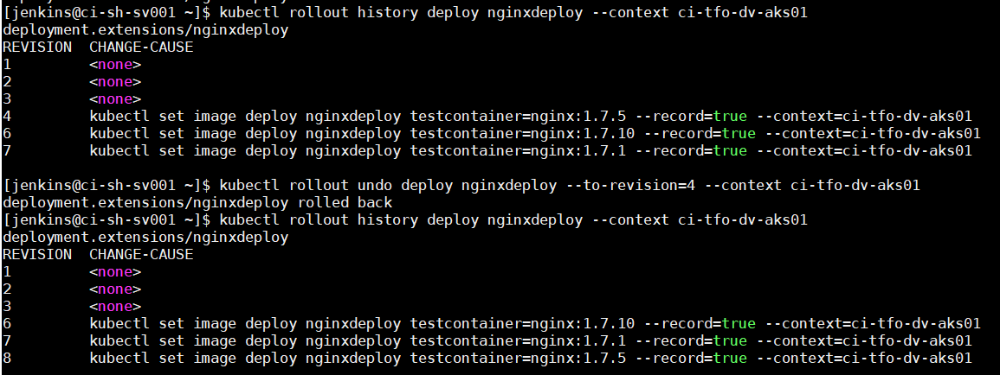 [jenkins@ci-sh-sv001 ~]$ kubectl rollout history deploy nginxdeploy --context ci-tfo-dv-aks01
deployment.extensions/nginxdeploy
REVISION  CHANGE-CAUSE
1         <none>
2         <none>
3         <none>
4         kubectl set image deploy nginxdeploy testcontainer=nginx:1.7.5 --record=true --context=ci-tfo-dv-aks01
6         kubectl set image deploy nginxdeploy testcontainer=nginx:1.7.10 --record=true --context=ci-tfo-dv-aks01
7         kubectl set image deploy nginxdeploy testcontainer=nginx:1.7.1 --record=true --context=ci-tfo-dv-aks01

[jenkins@ci-sh-sv001 ~]$ kubectl rollout undo deploy nginxdeploy --to-revision=4 --context ci-tfo-dv-aks01
deployment.extensions/nginxdeploy rolled back
[jenkins@ci-sh-sv001 ~]$ kubectl rollout history deploy nginxdeploy --context ci-tfo-dv-aks01
deployment.extensions/nginxdeploy
REVISION  CHANGE-CAUSE
1         <none>
2         <none>
3         <none>
6         kubectl set image deploy nginxdeploy testcontainer=nginx:1.7.10 --record=true --context=ci-tfo-dv-aks01
7         kubectl set image deploy nginxdeploy testcontainer=nginx:1.7.1 --record=true --context=ci-tfo-dv-aks01
8         kubectl set image deploy nginxdeploy testcontainer=nginx:1.7.5 --record=true --context=ci-tfo-dv-aks01